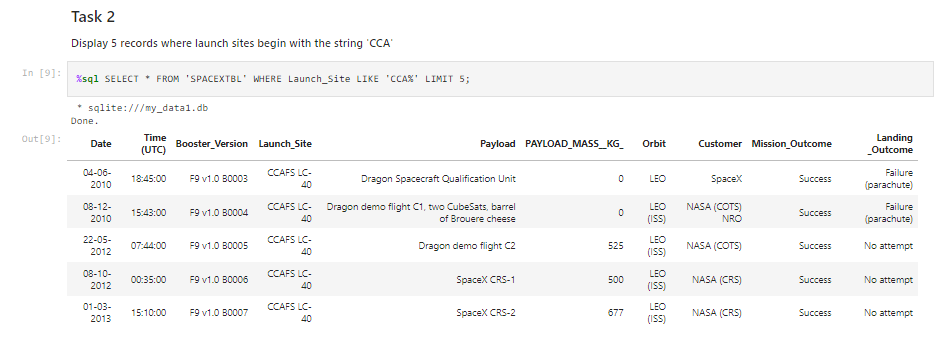 Task 2
Display 5 records where launch sites begin with the string 'CCA'
In [9]: %sql SELECT * FROM 'SPACEXTBL' WHERE Launch_Site LIKE 'CCA%' LIMIT 5;
* sqlite:///my_data1.db
Done.
Out[9]: Date Time (UTC) Booster_Version Launch_Site Payload PAYLOAD_MASS__KG_ Orbit Customer Mission_Outcome Landing _Outcome
04-06-2010 18:45:00 F9 v1.0 B0003 CCAFS LC-40 Dragon Spacecraft Qualification Unit 0 LEO SpaceX Success Failure (parachute)
08-12-2010 15:43:00 F9 v1.0 B0004 CCAFS LC-40 Dragon demo flight C1, two CubeSats, barrel of Brouere cheese 0 LEO (ISS) NASA (COTS) NRO Success Failure (parachute)
22-05-2012 07:44:00 F9 v1.0 B0005 CCAFS LC-40 Dragon demo flight C2 525 LEO (ISS) NASA (COTS) Success No attempt
08-10-2012 00:35:00 F9 v1.0 B0006 CCAFS LC-40 SpaceX CRS-1 500 LEO (ISS) NASA (CRS) Success No attempt
01-03-2013 15:10:00 F9 v1.0 B0007 CCAFS LC-40 SpaceX CRS-2 677 LEO (ISS) NASA (CRS) Success No attempt